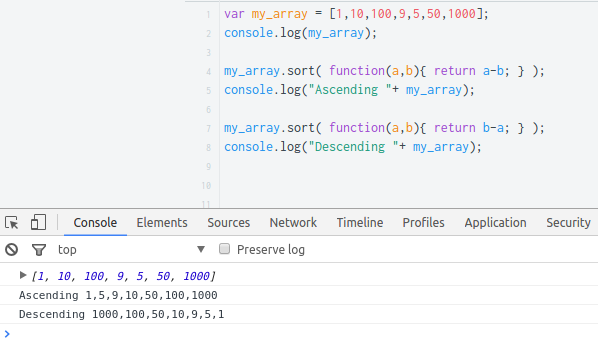 1 var my_array = [1,10,100,9,5,50,1000];
2 console.log(my_array);
3
4 my_array.sort( function(a,b){ return a-b; } );
5 console.log("Ascending "+ my_array);
6
7 my_array.sort( function(a,b){ return b-a; } );
8 console.log("Descending "+ my_array);
9
10
11
Console Elements Sources Network Timeline Profiles Application Security
top Preserve log
[1, 10, 100, 9, 5, 50, 1000]
Ascending 1,5,9,10,50,100,1000
Descending 1000,100,50,10,9,5,1